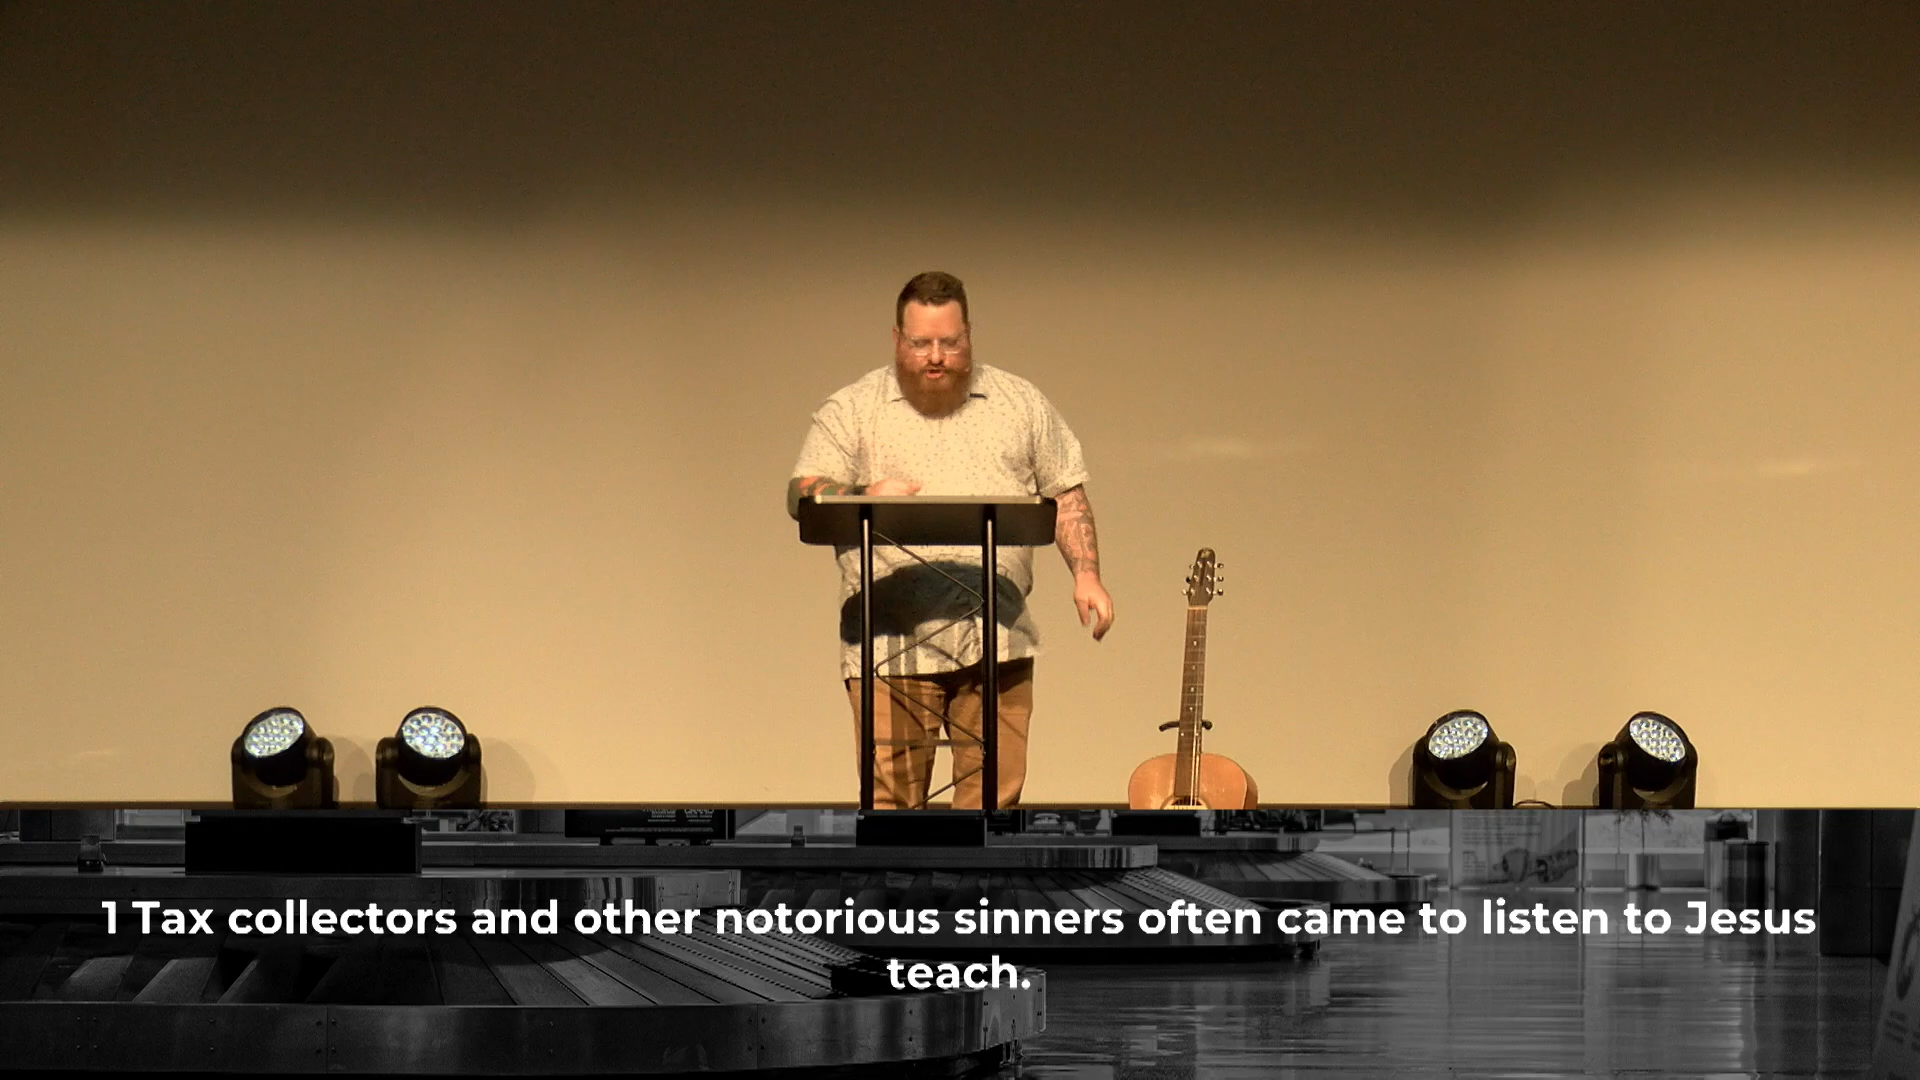 1 Tax collectors and other notorious sinners often came to listen to Jesus
teach.